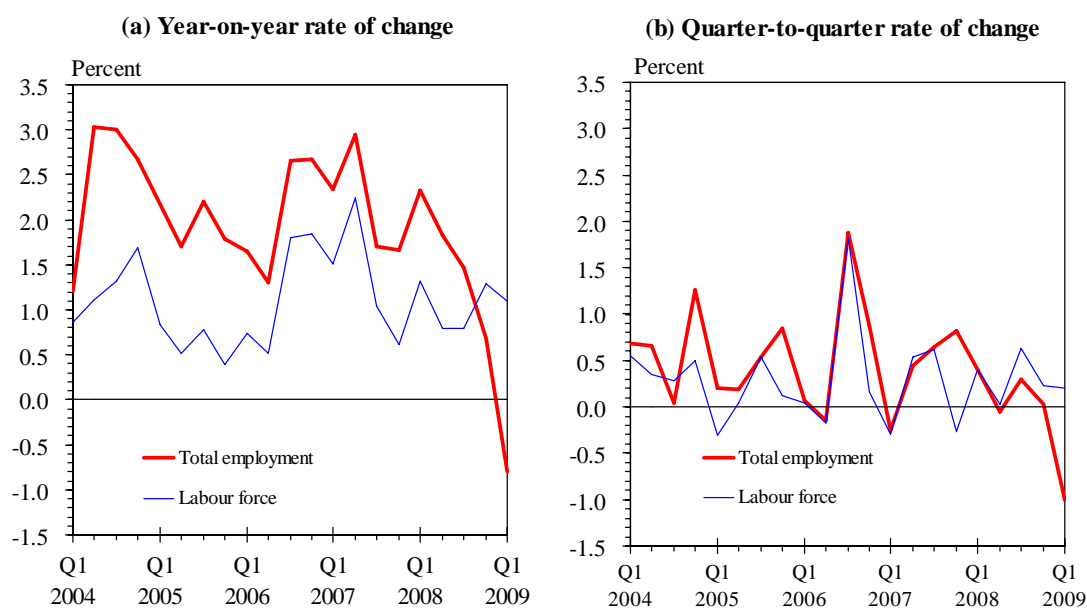 (a) Year-on-year rate of change
Percent
3.5
3.0
2.5
2.0
1.5
1.0
0.5
0.0
-0.5
-1.0
-1.5
Total employment
Labour force
Q1 Q1 Q1 Q1 Q1 Q1
2004 2005 2006 2007 2008 2009
(b) Quarter-to-quarter rate of change
Percent
3.5
3.0
2.5
2.0
1.5
1.0
0.5
0.0
-0.5
-1.0
-1.5
Total employment
Labour force
Q1 Q1 Q1 Q1 Q1 Q1
2004 2005 2006 2007 2008 2009